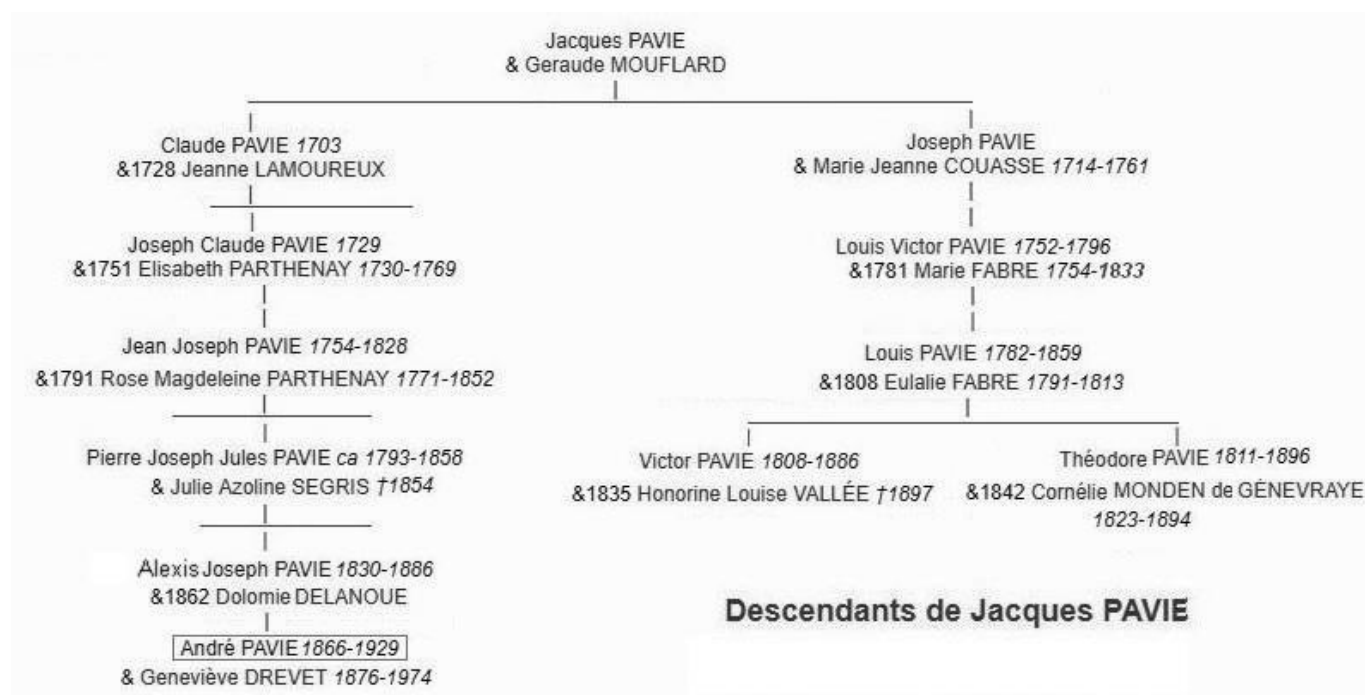 Jacques PAVIE
& Geraude MOUFLARD
Claude PAVIE 1703
&1728 Jeanne LAMOUREUX
Joseph PAVIE
& Marie Jeanne COUASSE 1714-1761
Joseph Claude PAVIE 1729
&1751 Elisabeth PARTHENAY 1730-1769
Louis Victor PAVIE 1752-1796
&1781 Marie FABRE 1754-1833
Jean Joseph PAVIE 1754-1828
&1791 Rose Magdeleine PARTHENAY 1771-1852
Louis PAVIE 1782-1859
&1808 Eulalie FABRE 1791-1813
Pierre Joseph Jules PAVIE ca 1793-1858
& Julie Azoline SEGRIS †1854
Victor PAVIE 1808-1886
&1835 Honorine Louise VALLÉE †1897
Théodore PAVIE 1811-1896
&1842 Cornélie MONDEN de GÉNEVRAYE
1823-1894
Alexis Joseph PAVIE 1830-1886
&1862 Dolomie DELANOUE
André PAVIE 1866-1929
& Geneviève DREVET 1876-1974
Descendants de Jacques PAVIE